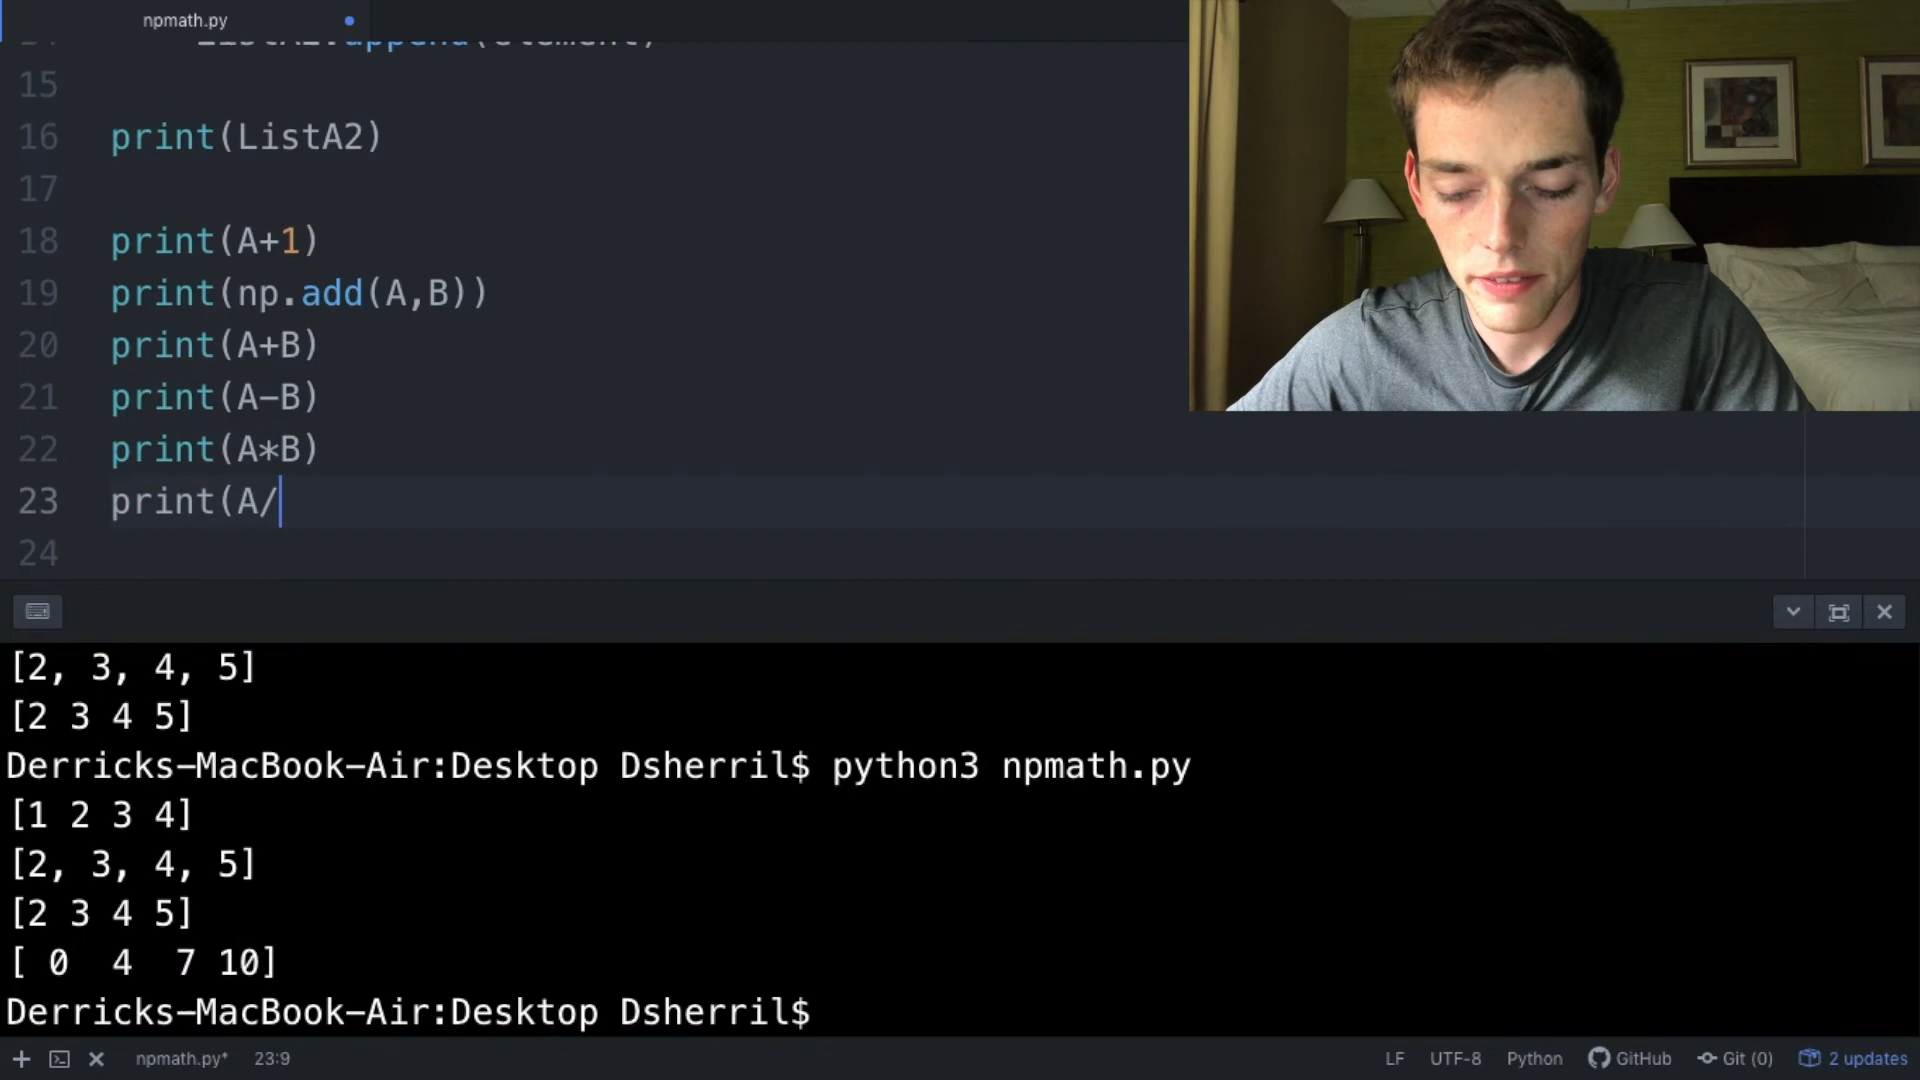 npmath.py
ListA2.append(element)
15
16 print(ListA2)
17
18 print(A+1)
19 print(np.add(A,B))
20 print(A+B)
21 print(A-B)
22 print(A*B)
23 print(A/
24
[2, 3, 4, 5]
[2 3 4 5]
Derricks-MacBook-Air:Desktop Dsherril$ python3 npmath.py
[1 2 3 4]
[2, 3, 4, 5]
[2 3 4 5]
[ 0  4  7 10]
Derricks-MacBook-Air:Desktop Dsherril$
npmath.py* 23:9 LF UTF-8 Python GitHub Git (0) 2 updates